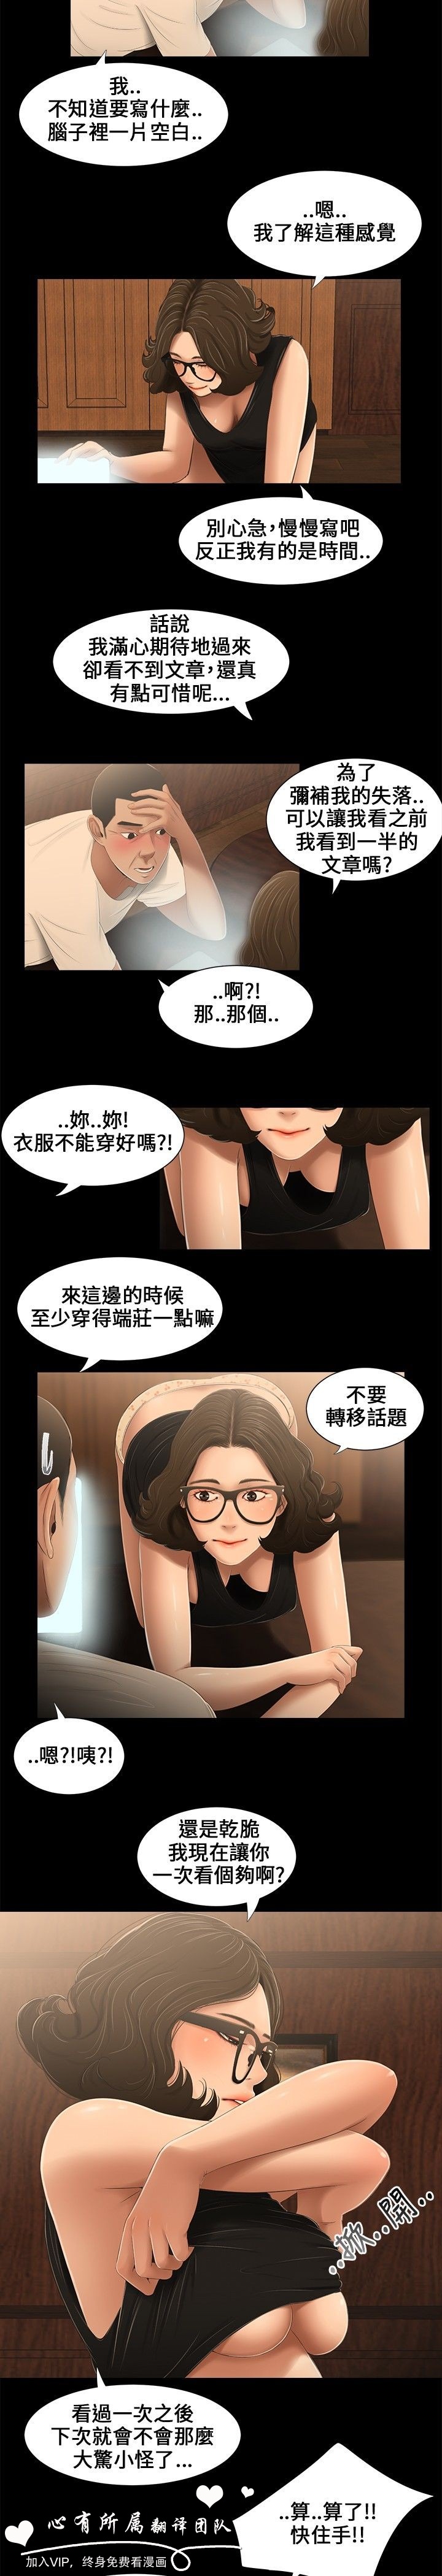 我..
不知道要寫什麼..
腦子裡一片空白..
..嗯..
我了解這種感覺
別心急,慢慢寫吧
反正我有的是時間..
話說
我滿心期待地過來
卻看不到文章,還真
有點可惜呢...
為了
彌補我的失落..
可以讓我看之前
我看到一半的
文章嗎?
..啊?!
那..那個..
..妳..妳!
衣服不能穿好嗎?!
來這邊的時候
至少穿得端莊一點嘛
不要
轉移話題
..嗯?!咦?!
還是乾脆
我現在讓你
一次看個夠啊?
..掀..開..
看過一次之後
下次就會不會那麼
大驚小怪了...
..算..算了!!
快住手!!
心有所属翻译团队
加入VIP，终身免费看漫画